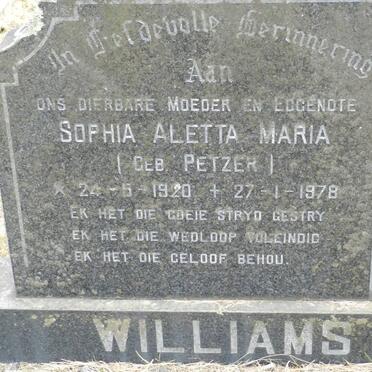 In Liefdevolle Herinnering
Aan
ONS DIERBARE MOEDER EN EGGENOTE
SOPHIA ALETTA MARIA
( GEB. PETZER )
* 24-5-1920 + 27-1-1978
EK HET DIE GOEIE STRYD GESTRY
EK HET DIE WEDLOOP VOLEINDIG
EK HET DIE GELOOF BEHOU.
WILLIAMS